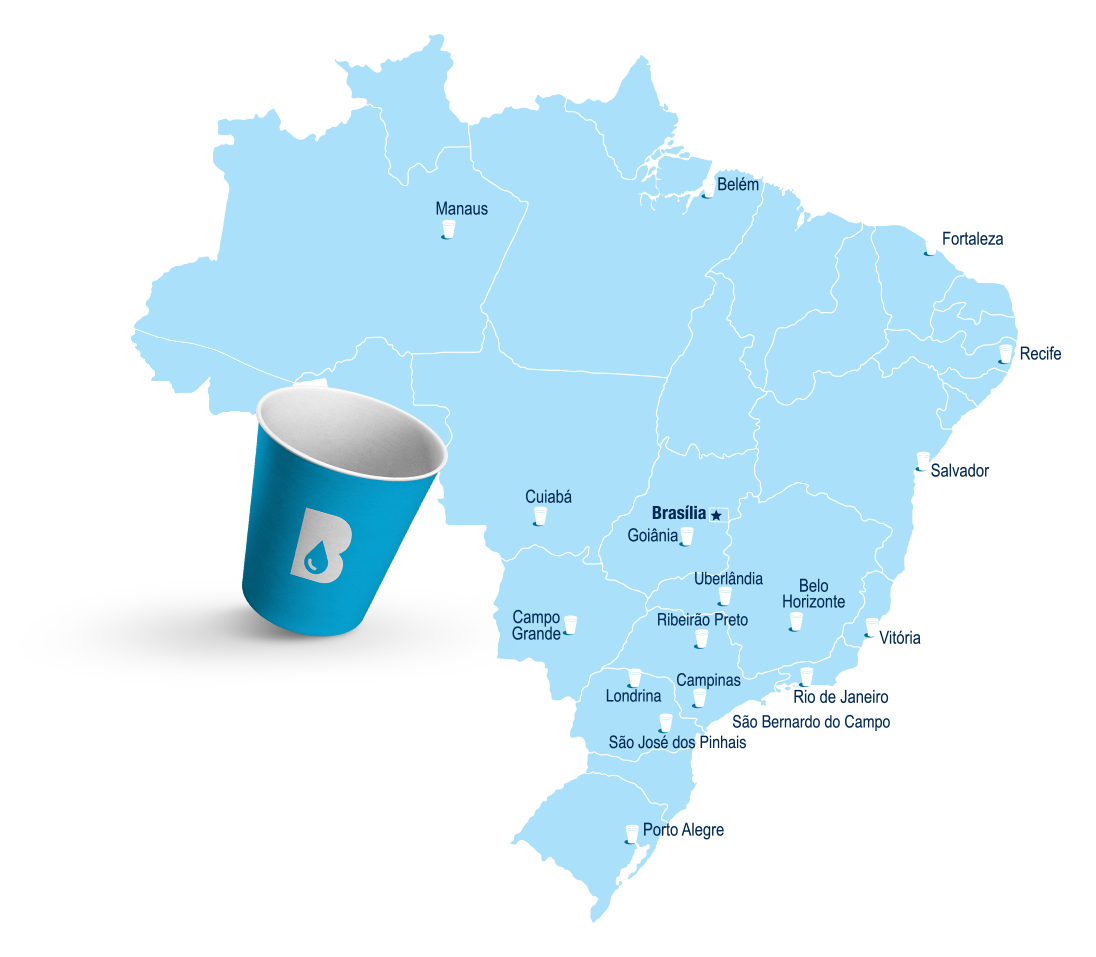 Belém
Manaus
Fortaleza
Recife
Salvador
Cuiabá
Brasília
Goiânia
Uberlândia
Belo
Horizonte
Campo
Grande
Ribeirão Preto
Vitória
Campinas
Londrina
Rio de Janeiro
São Bernardo do Campo
São José dos Pinhais
Porto Alegre
B